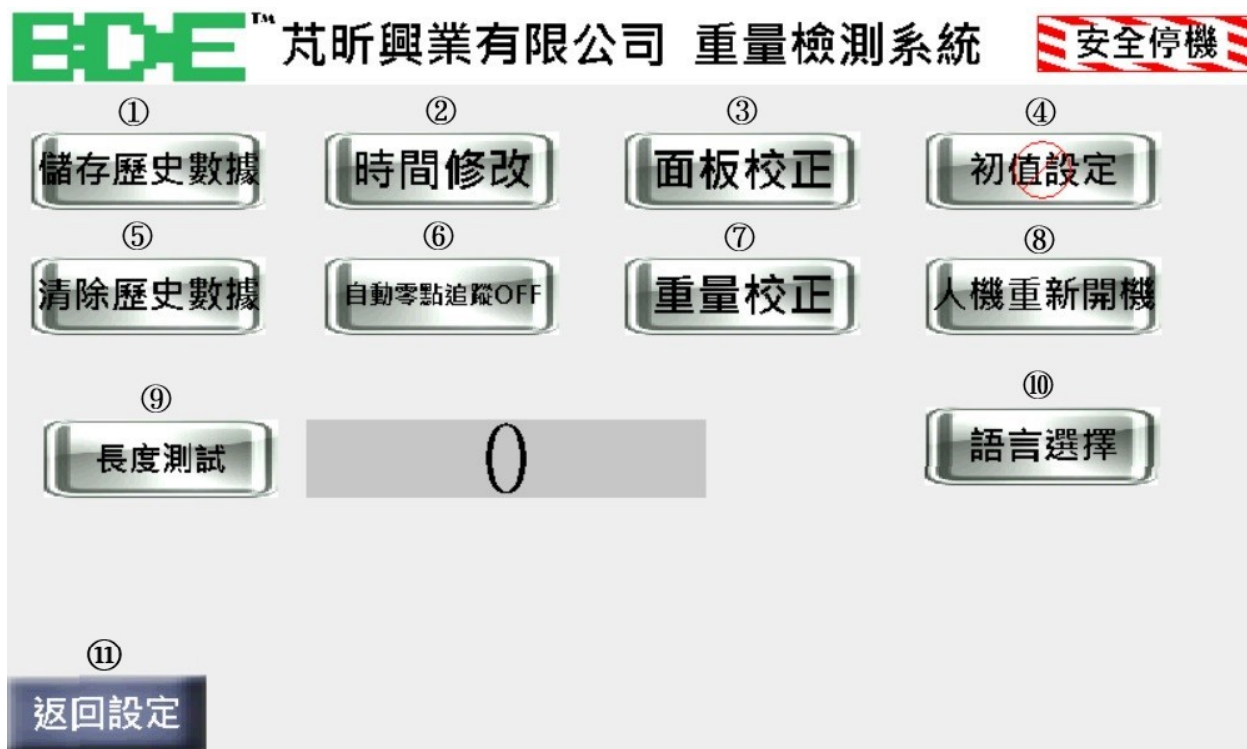 BDE™ 芃昕興業有限公司 重量檢測系統 安全停機
① ② ③ ④
儲存歷史數據 時間修改 面板校正 初值設定
⑤ ⑥ ⑦ ⑧
清除歷史數據 自動零點追蹤OFF 重量校正 人機重新開機
⑨ ⑩
長度測試 0 語言選擇
⑪
返回設定